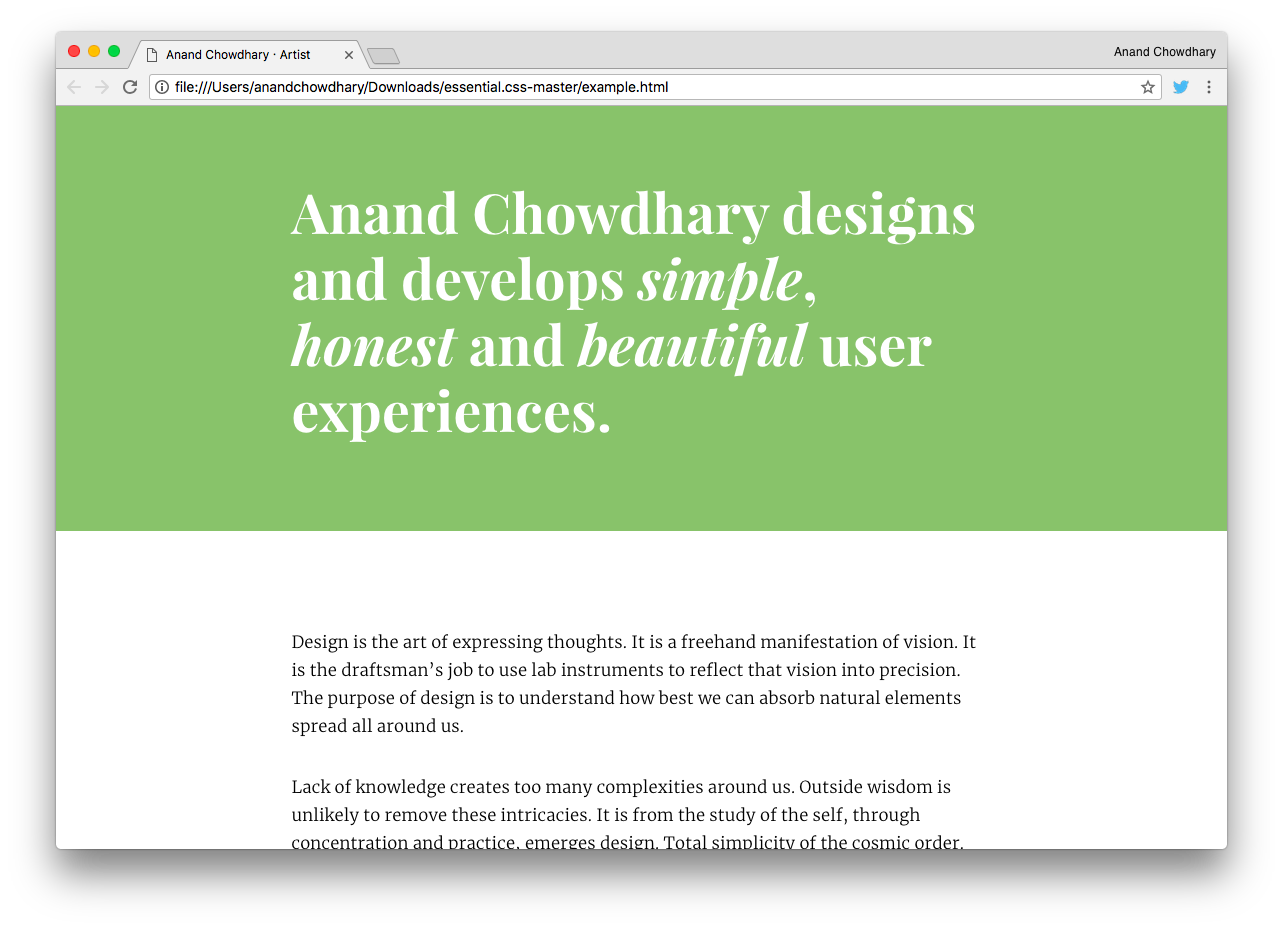 Anand Chowdhary · Artist
Anand Chowdhary
file:///Users/anandchowdhary/Downloads/essential.css-master/example.html
Anand Chowdhary designs
and develops simple,
honest and beautiful user
experiences.
Design is the art of expressing thoughts. It is a freehand manifestation of vision. It
is the draftsman’s job to use lab instruments to reflect that vision into precision.
The purpose of design is to understand how best we can absorb natural elements
spread all around us.
Lack of knowledge creates too many complexities around us. Outside wisdom is
unlikely to remove these intricacies. It is from the study of the self, through
concentration and practice, emerges design. Total simplicity of the cosmic order,